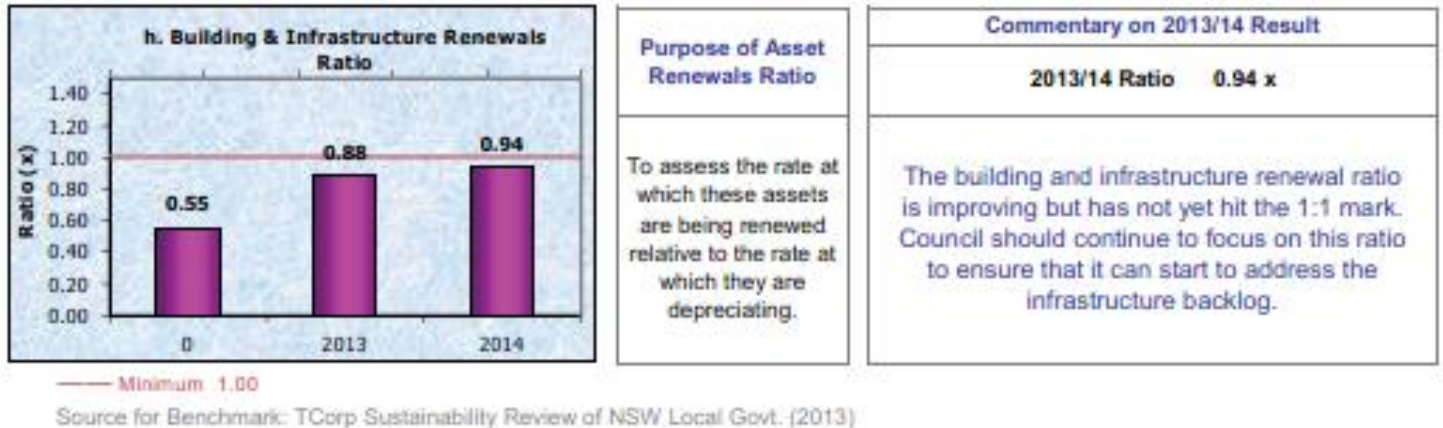 h. Building & Infrastructure Renewals
Ratio
Ratio (x)
1.40
1.20
1.00
0.80
0.60
0.40
0.20
0.00
0.55
0.88
0.94
0
2013
2014
Minimum 1.00
Source for Benchmark: TCorp Sustainability Review of NSW Local Govt. (2013)
Purpose of Asset
Renewals Ratio
To assess the rate at
which these assets
are being renewed
relative to the rate at
which they are
depreciating.
Commentary on 2013/14 Result
2013/14 Ratio 0.94 x
The building and infrastructure renewal ratio
is improving but has not yet hit the 1:1 mark.
Council should continue to focus on this ratio
to ensure that it can start to address the
infrastructure backlog.